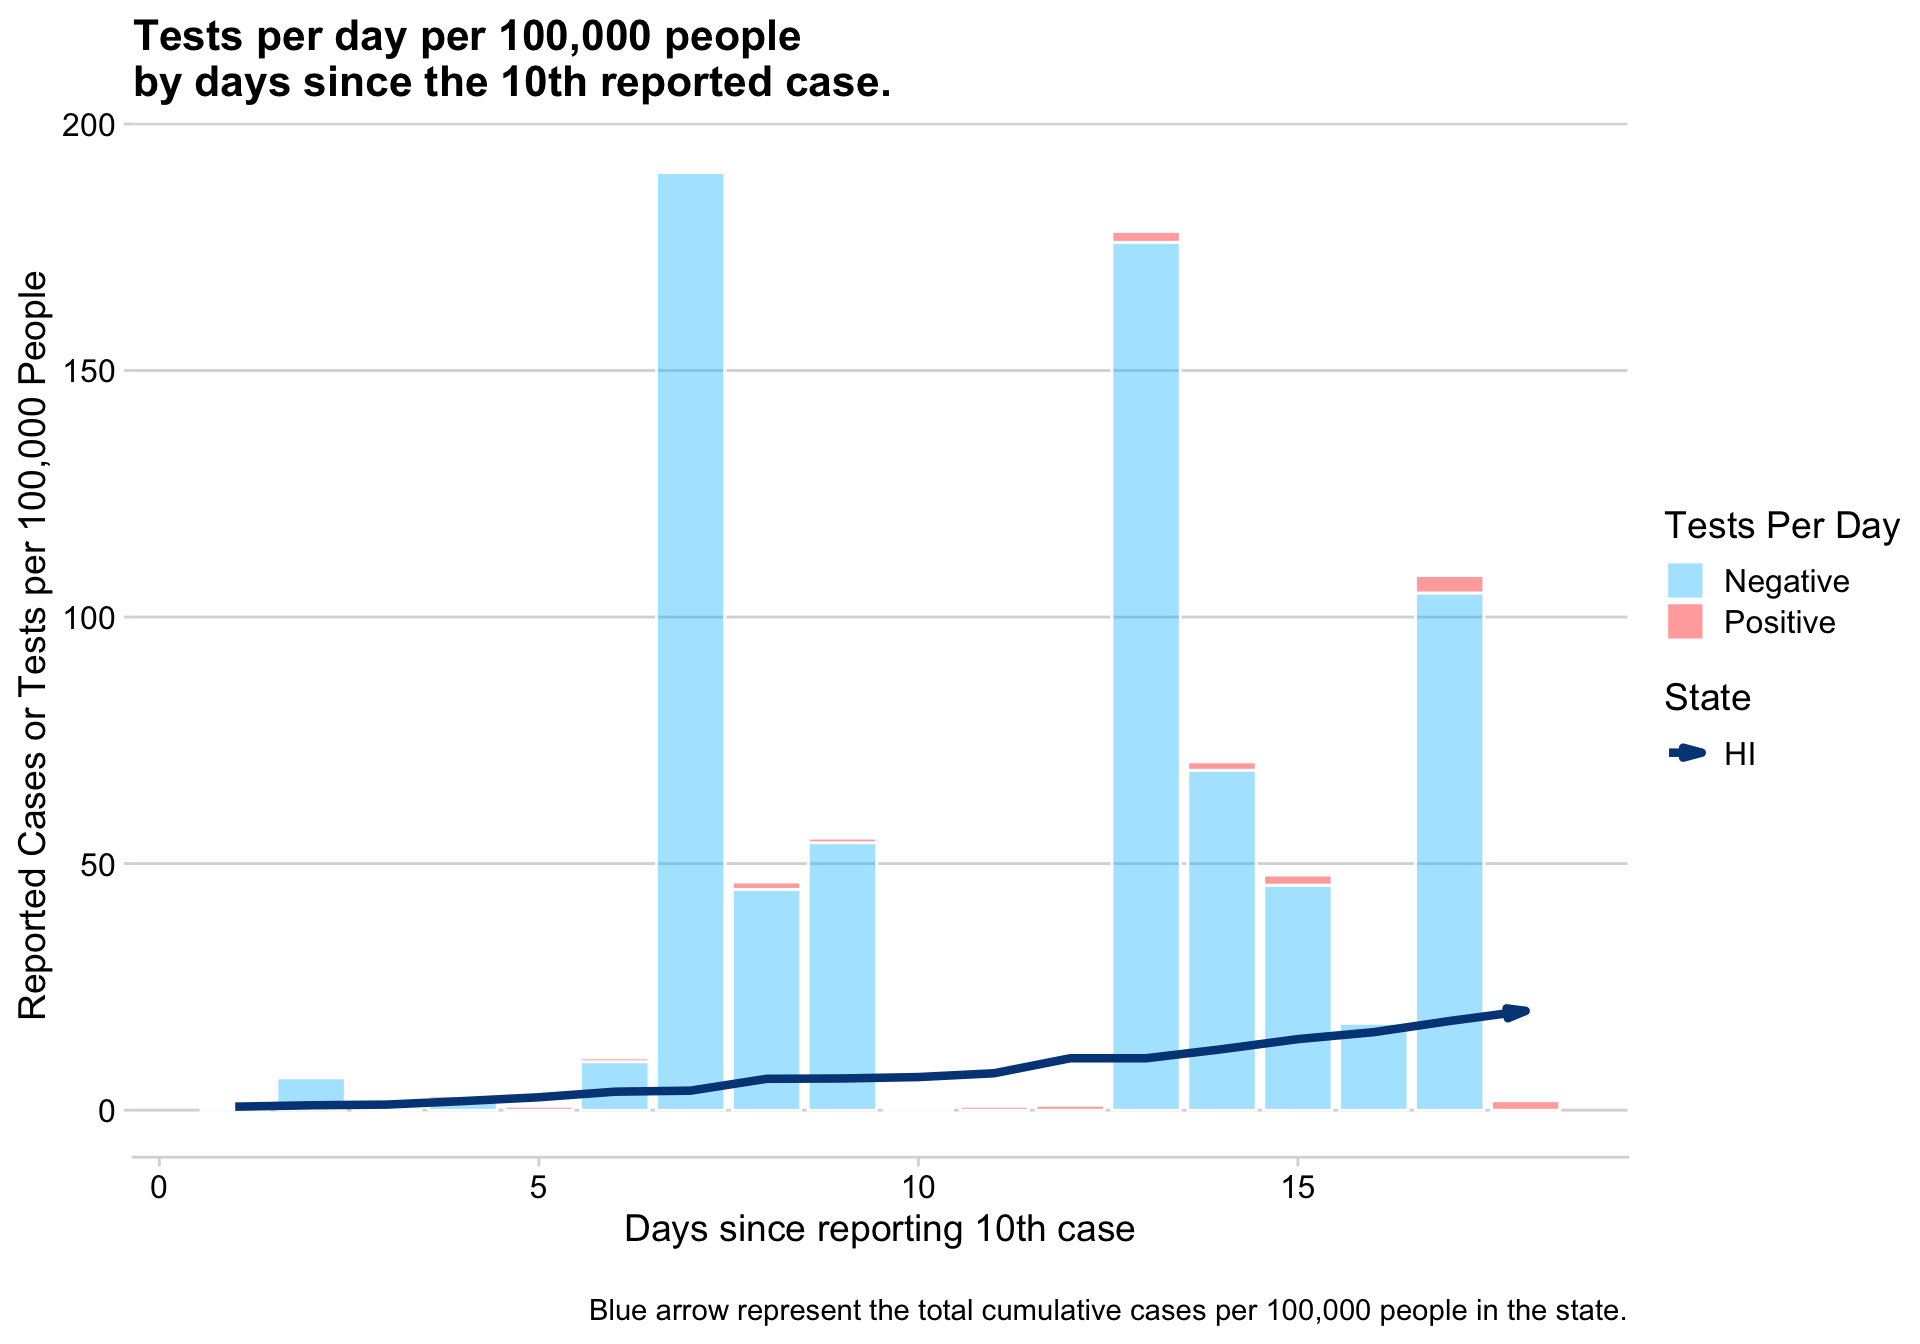 Tests per day per 100,000 people
by days since the 10th reported case.
Reported Cases or Tests per 100,000 People
200
150
100
50
0
0
5
10
15
Days since reporting 10th case
Tests Per Day
Negative
Positive
State
HI
Blue arrow represent the total cumulative cases per 100,000 people in the state.